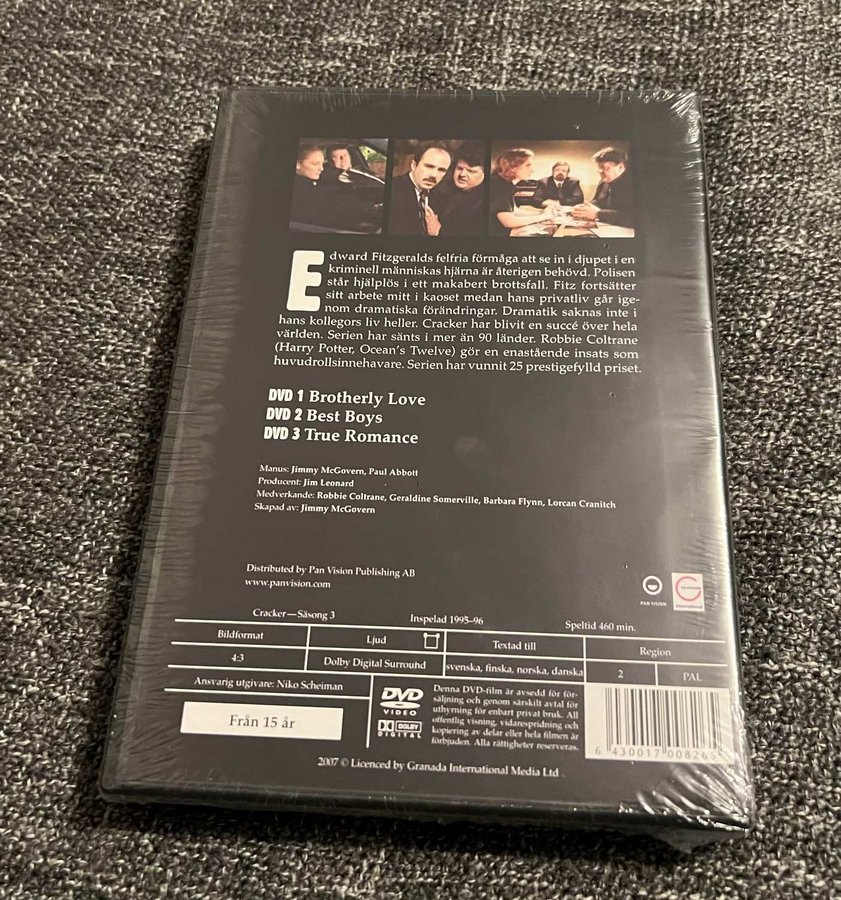 Edward Fitzgeralds felfria förmåga att se in i djupet i en
kriminell människas hjärna är återigen behövd. Polisen
står hjälplös i ett makabert brottsfall. Fitz fortsätter
sitt arbete mitt i kaoset medan hans privatliv går ige-
nom dramatiska förändringar. Dramatik saknas inte i
hans kollegors liv heller. Cracker har blivit en succé över hela
världen. Serien har sänts i mer än 90 länder. Robbie Coltrane
(Harry Potter, Ocean's Twelve) gör en enastående insats som
huvudrollsinnehavare. Serien har vunnit 25 prestigefylld priset.
DVD 1 Brotherly Love
DVD 2 Best Boys
DVD 3 True Romance
Manus: Jimmy McGovern, Paul Abbott
Producent: Jim Leonard
Medverkande: Robbie Coltrane, Geraldine Somerville, Barbara Flynn, Lorcan Cranitch
Skapad av: Jimmy McGovern
Distributed by Pan Vision Publishing AB
www.panvision.com
PAN VISION
GRANADA
International
Cracker—Säsong 3 Inspelad 1995-96 Speltid 460 min.
Bildformat Ljud Textad till Region
4:3 Dolby Digital Surround svenska, finska, norska, danska 2 PAL
Ansvarig utgivare: Niko Scheiman
Från 15 år
DVD
VIDEO
DOLBY
DIGITAL
Denna DVD-film är avsedd för för-
säljning och genom särskilt avtal för
uthyrning för enbart privat bruk. All
offentlig visning, vidarespridning och
kopiering av delar eller hela filmen är
förbjuden. Alla rättigheter reserveras.
6 430017 00826
2007 © Licenced by Granada International Media Ltd